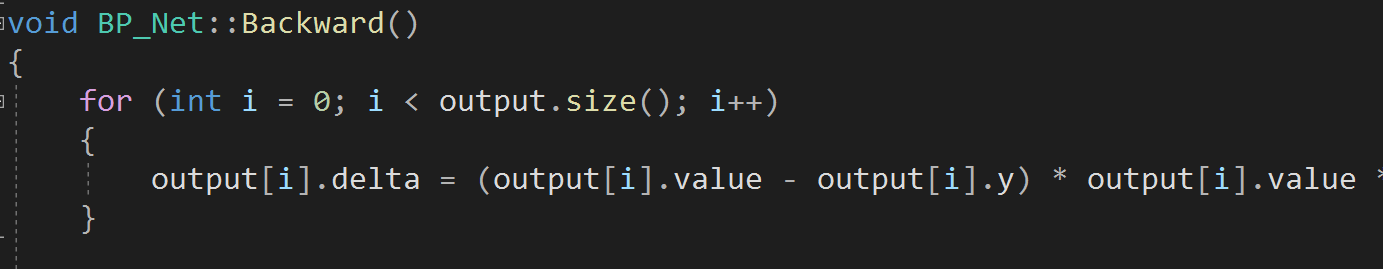 void BP_Net::Backward()
{
    for (int i = 0; i < output.size(); i++)
    {
        output[i].delta = (output[i].value - output[i].y) * output[i].value *
    }